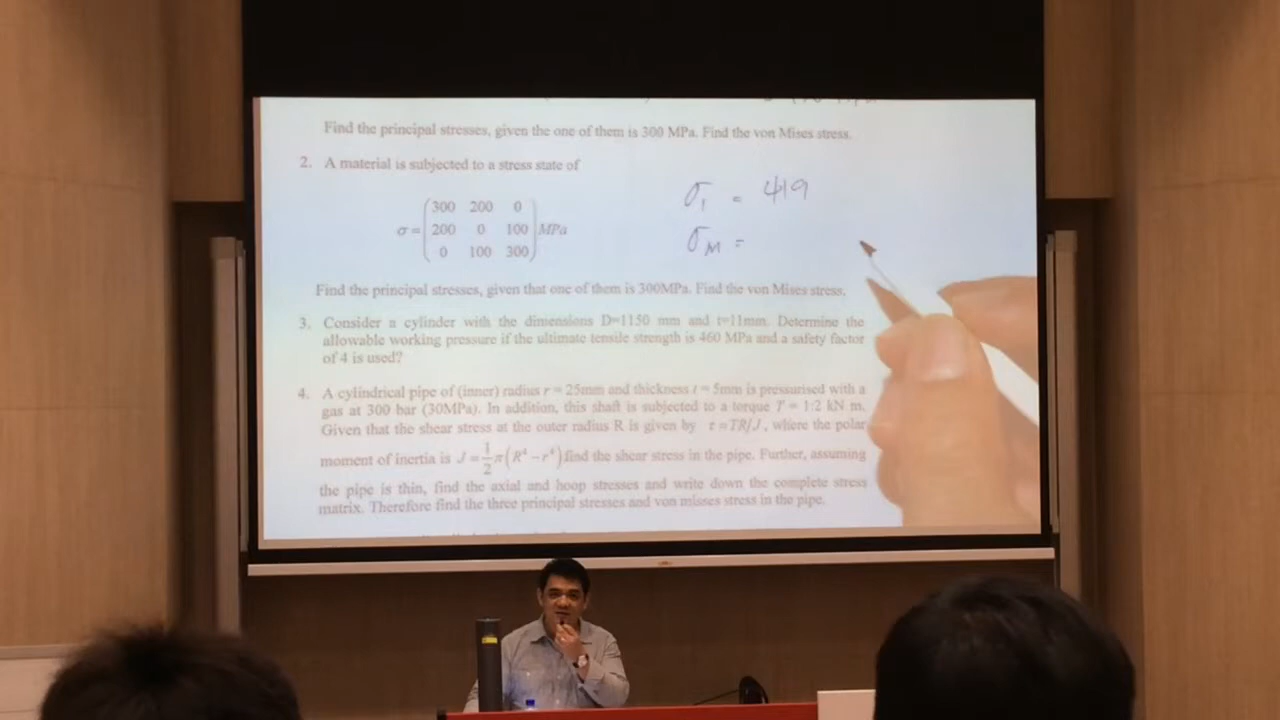 Find the principal stresses, given the one of them is 300 MPa. Find the von Mises stress.
2. A material is subjected to a stress state of
σ₁ = 419
300 200 0
σ = 200 0 100 MPa
0 100 300
σM =
Find the principal stresses, given that one of them is 300MPa. Find the von Mises stress.
3. Consider a cylinder with the dimensions D=1150 mm and t=11mm. Determine the
allowable working pressure if the ultimate tensile strength is 460 MPa and a safety factor
of 4 is used?
4. A cylindrical pipe of (inner) radius r = 25mm and thickness t = 5mm is pressurised with a
gas at 300 bar (30MPa). In addition, this shaft is subjected to a torque T = 1.2 kN m.
Given that the shear stress at the outer radius R is given by τ = TR/J, where the polar
moment of inertia is J = 1/2 π(R⁴ − r⁴) find the shear stress in the pipe. Further, assuming
the pipe is thin, find the axial and hoop stresses and write down the complete stress
matrix. Therefore find the three principal stresses and von misses stress in the pipe.